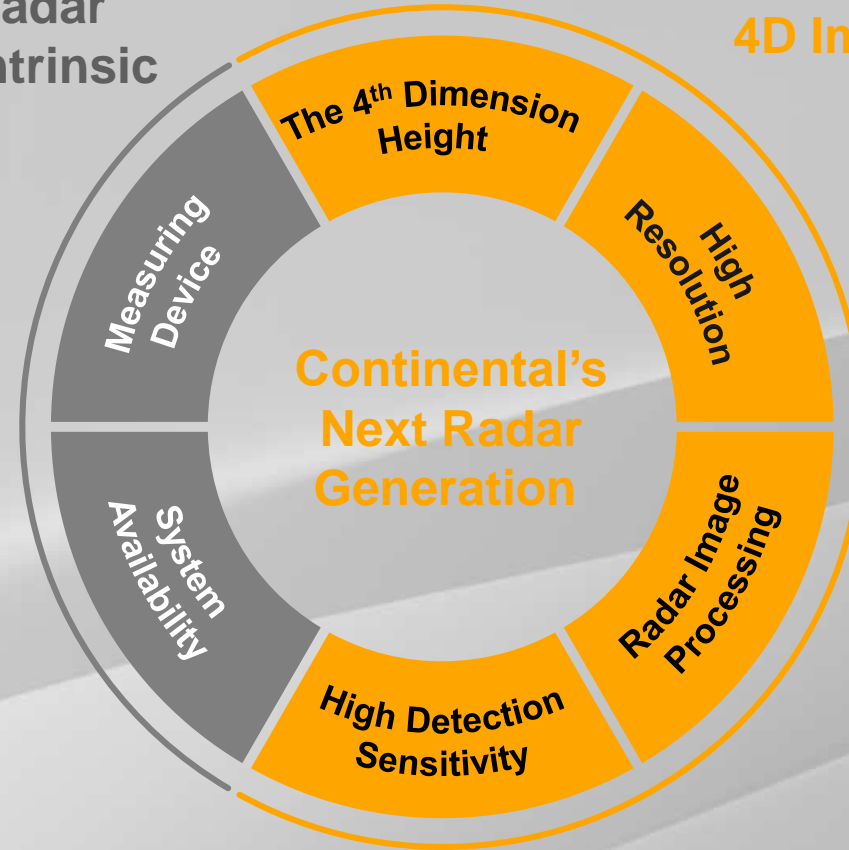 4D
The 4th Dimension
Height
High
Resolution
Radar Image
Processing
High Detection
Sensitivity
System
Availability
Measuring
Device
Continental's
Next Radar
Generation